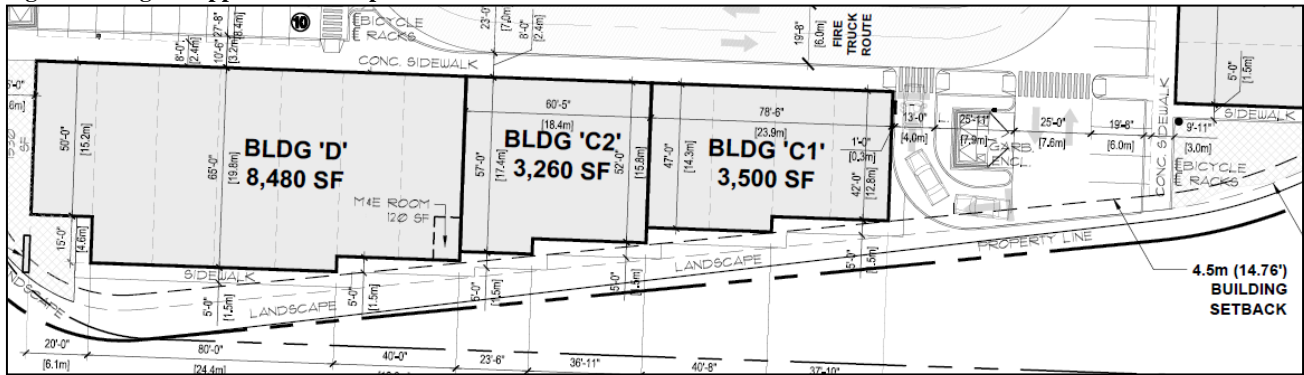 23'-0"
[7.0m]
8'-0"
[2.4m]
10
BICYCLE
RACKS
27'-8"
[8.4m]
10'-6"
[3.2m]
8'-0"
[2.4m]
CONC. SIDEWALK
19'-8"
[6.0m]
FIRE
TRUCK
ROUTE
5'-0"
[1.5m]
SIDEWALK
50'-0"
[15.2m]
65'-0"
[19.8m]
BLDG 'D'
8,480 SF
M&E ROOM
120 SF
60'-5"
[18.4m]
57'-0"
[17.4m]
BLDG 'C2'
3,260 SF
52'-0"
[15.8m]
78'-6"
[23.9m]
47'-0"
[14.3m]
BLDG 'C1'
3,500 SF
1'-0"
[0.3m]
42'-0"
[12.8m]
13'-0"
[4.0m]
25'-11"
[7.9m]
GARB.
ENCL.
25'-0"
[7.6m]
19'-8"
[6.0m]
CONC. SIDEWALK
9'-11"
[3.0m]
BICYCLE
RACKS
15'-0"
[4.6m]
SIDEWALK
5'-0"
[1.5m]
LANDSCAPE
5'-0"
[1.5m]
5'-0"
[1.5m]
5'-0"
[1.5m]
LANDSCAPE
5'-0"
[1.5m]
PROPERTY LINE
4.5m (14.76')
BUILDING
SETBACK
20'-0"
[6.1m]
80'-0"
[24.4m]
40'-0"
23'-6"
36'-11"
40'-8"
37'-10"